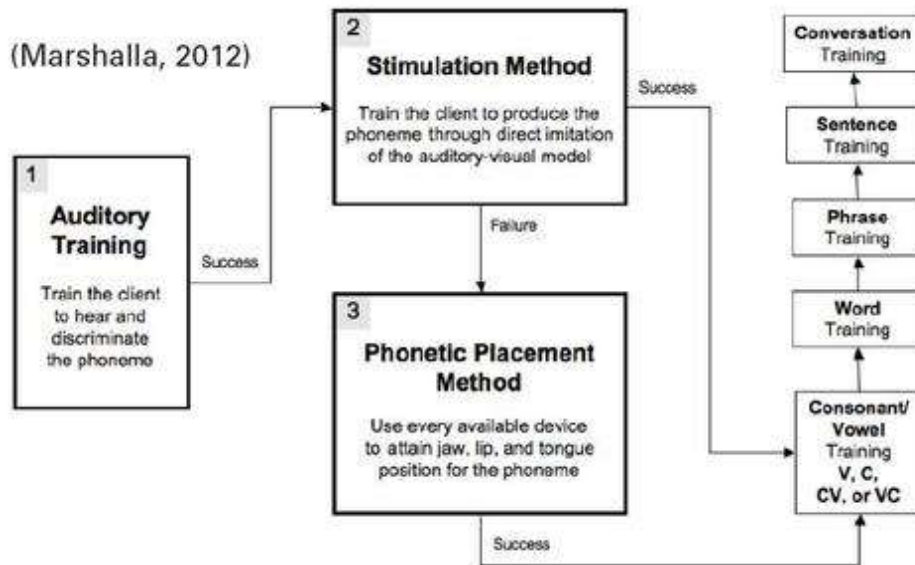 (Marshalla, 2012)
1
Auditory
Training
Train the client
to hear and
discriminate
the phoneme
Success
2
Stimulation Method
Train the client to produce the
phoneme through direct imitation
of the auditory-visual model
Success
Failure
3
Phonetic Placement
Method
Use every available device
to attain jaw, lip, and tongue
position for the phoneme
Success
Conversation
Training
Sentence
Training
Phrase
Training
Word
Training
Consonant/
Vowel
Training
V, C,
CV, or VC